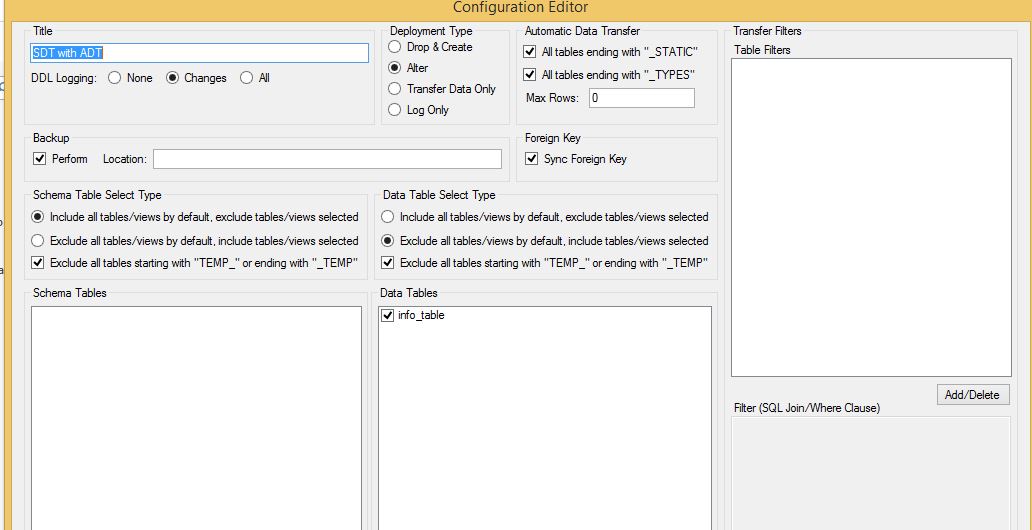 Configuration Editor
Title
SDT with ADT
DDL Logging: None Changes All
Deployment Type
Drop & Create
Alter
Transfer Data Only
Log Only
Automatic Data Transfer
All tables ending with "_STATIC"
All tables ending with "_TYPES"
Max Rows: 0
Transfer Filters
Table Filters
Backup
Perform Location:
Foreign Key
Sync Foreign Key
Schema Table Select Type
Include all tables/views by default, exclude tables/views selected
Exclude all tables/views by default, include tables/views selected
Exclude all tables starting with "TEMP_" or ending with "_TEMP"
Data Table Select Type
Include all tables/views by default, exclude tables/views selected
Exclude all tables/views by default, include tables/views selected
Exclude all tables starting with "TEMP_" or ending with "_TEMP"
Schema Tables
Data Tables
info_table
Add/Delete
Filter (SQL Join/Where Clause)